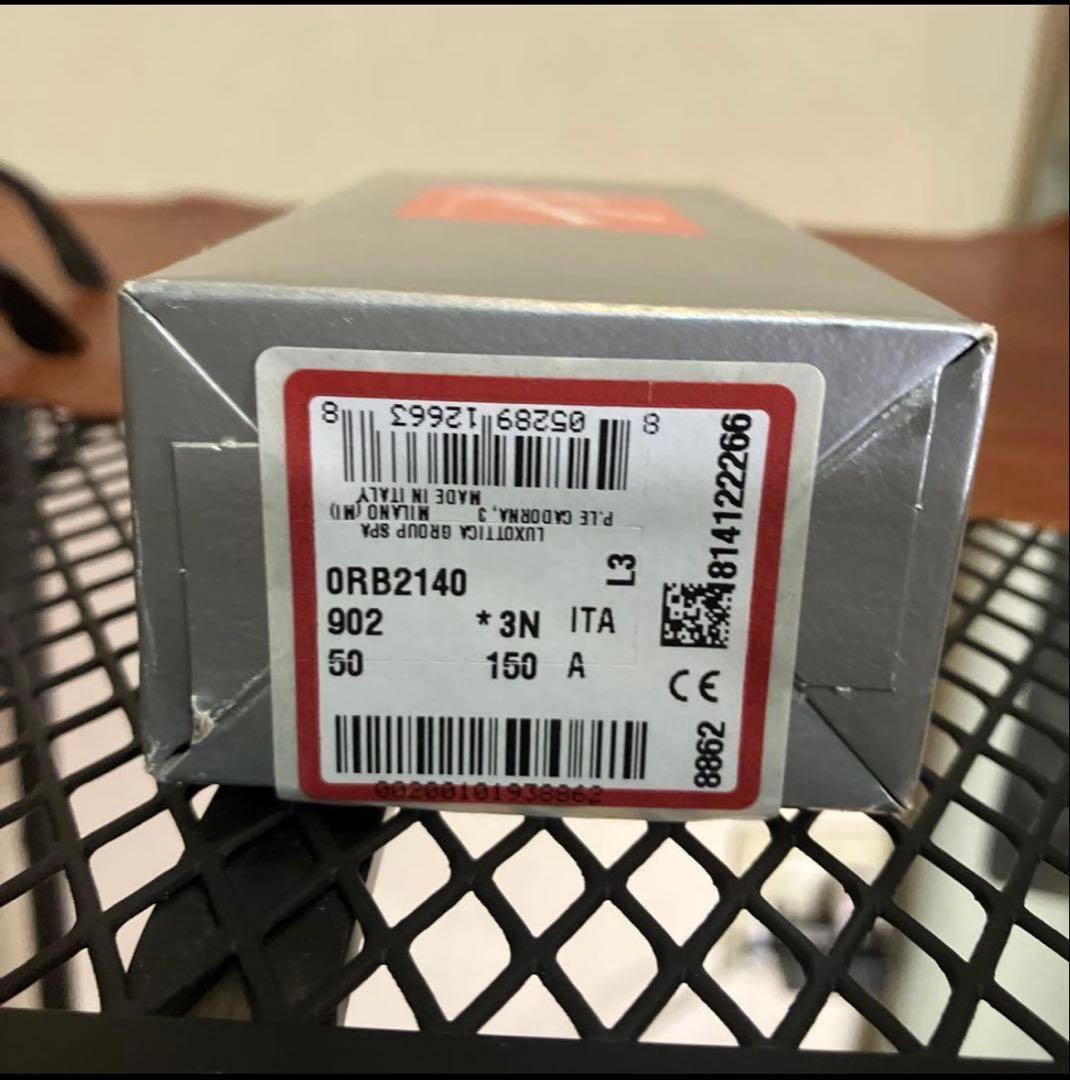 8 05289 12663 8
LUXOTTICA GROUP SPA
P.LE CADORNA, 3 MILANO (MI)
MADE IN ITALY
0RB2140
L3
902 * 3N ITA
50 150 A
1814122266
CE
8862
00200101938862